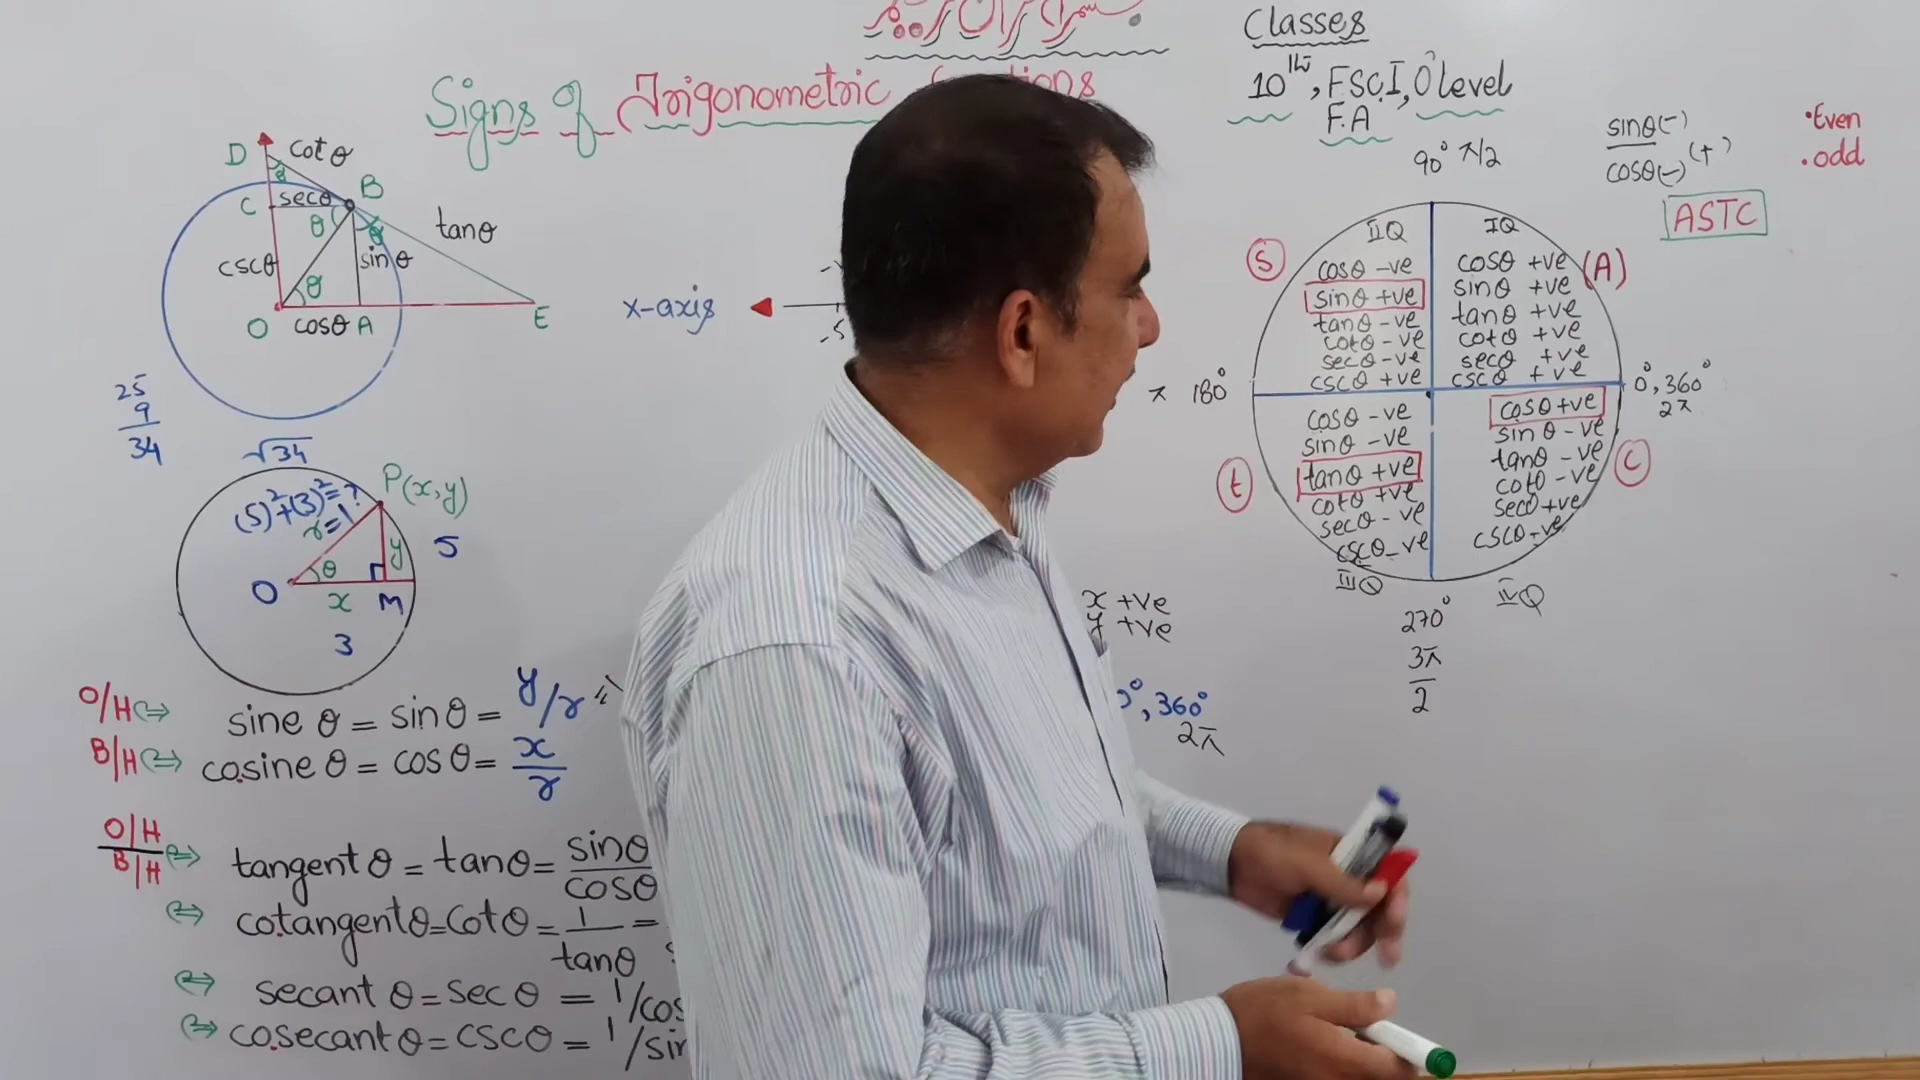 Classes
10th, F.SC.I, O'level
F.A
Signs of Trigonometric
D
cotθ
θ
B
C
secθ
θ
θ
tanθ
cscθ
sinθ
θ
O
cosθ
A
E
x-axis
25
9
34
√34
(5)²+(3)²=?
r=1
P(x,y)
y
5
θ
O
x
M
3
O/H
sine θ = sinθ = y/r
B/H
cosine θ = cosθ = x/r
O/H
B/H
tangent θ = tanθ = sinθ
cosθ
co.tangentθ = cotθ = 1/tanθ =
secant θ = secθ = 1/cos
co.secant θ = cscθ = 1/sin
x +ve
y +ve
, 360°
2π
90° π/2
sinθ(-)
cosθ(-)
(+)
• Even
• odd
ASTC
IIQ
IQ
S
cosθ -ve
sinθ +ve
tanθ -ve
cotθ -ve
secθ -ve
cscθ +ve
cosθ +ve
sinθ +ve
tanθ +ve
cotθ +ve
secθ +ve
cscθ +ve
(A)
π 180°
0°, 360°
2π
cosθ -ve
sinθ -ve
tanθ +ve
cotθ +ve
secθ -ve
cscθ -ve
t
IIIQ
cosθ +ve
sinθ -ve
tanθ -ve
cotθ -ve
secθ +ve
cscθ -ve
C
IVQ
270°
3π
2